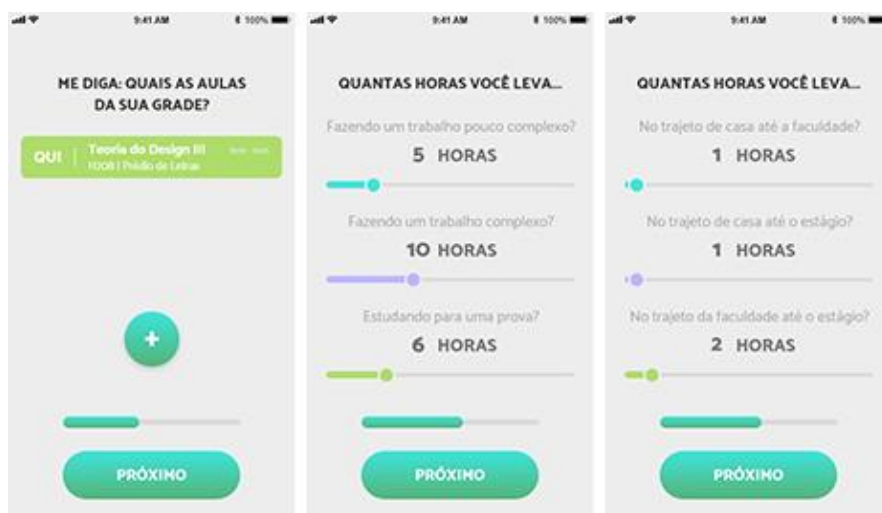 9:41 AM 100%
ME DIGA: QUAIS AS AULAS
DA SUA GRADE?
QUI
Teoria do Design III
H208 | Prédio de Letras
+
PRÓXIMO
9:41 AM 100%
QUANTAS HORAS VOCÊ LEVA...
Fazendo um trabalho pouco complexo?
5 HORAS
Fazendo um trabalho complexo?
10 HORAS
Estudando para uma prova?
6 HORAS
PRÓXIMO
9:41 AM 100%
QUANTAS HORAS VOCÊ LEVA...
No trajeto de casa até a faculdade?
1 HORAS
No trajeto de casa até o estágio?
1 HORAS
No trajeto da faculdade até o estágio?
2 HORAS
PRÓXIMO